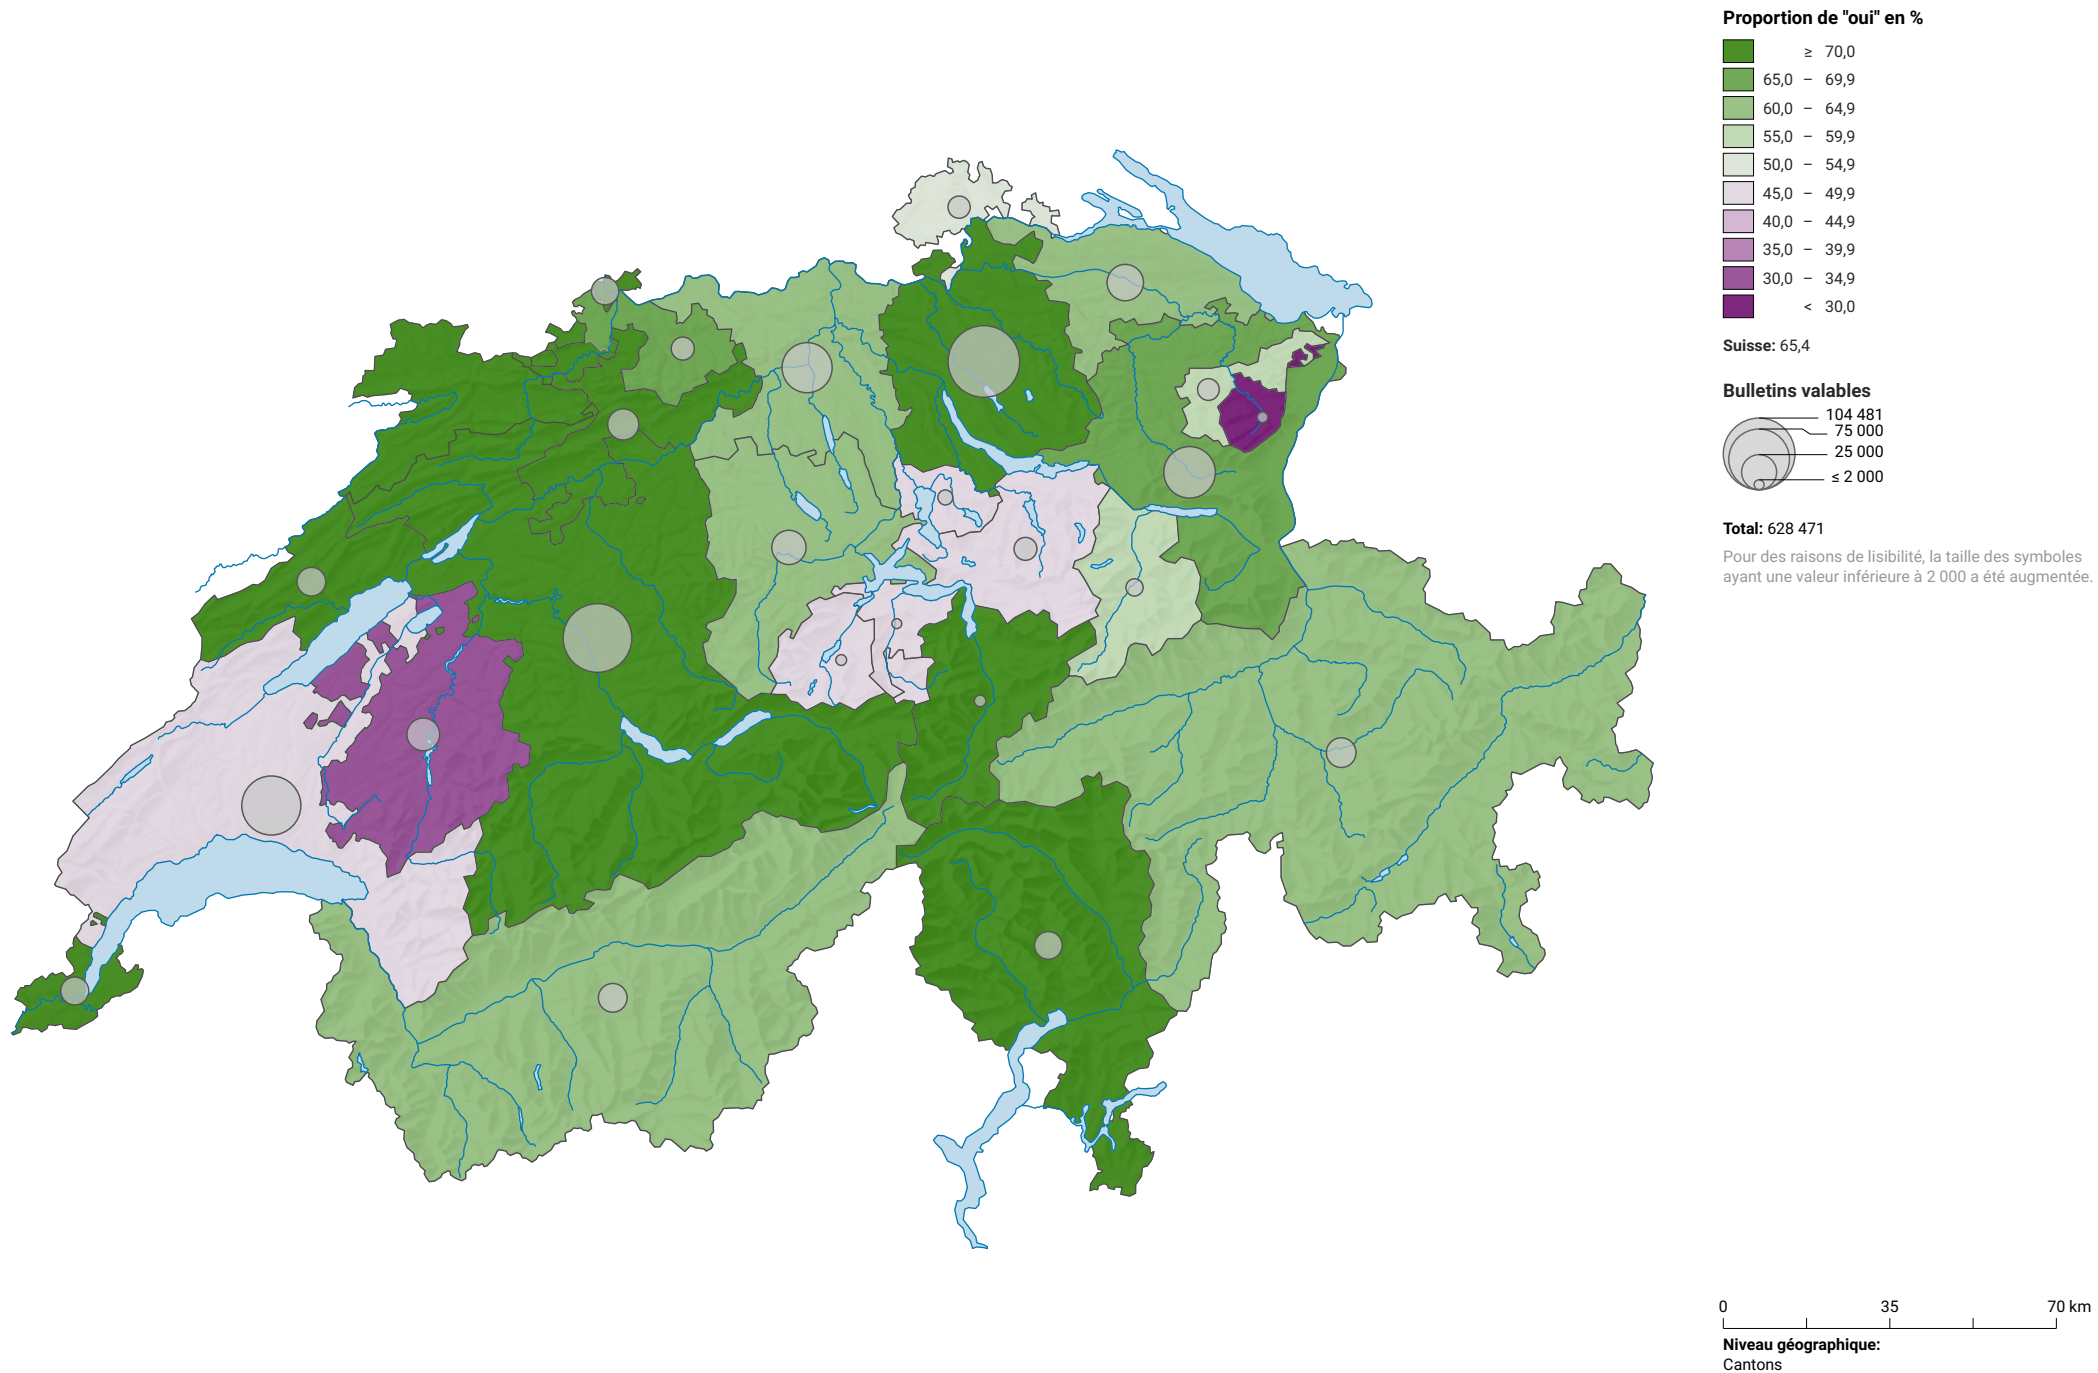 Proportion de "oui" en %
≥ 70,0
65,0 – 69,9
60,0 – 64,9
55,0 – 59,9
50,0 – 54,9
45,0 – 49,9
40,0 – 44,9
35,0 – 39,9
30,0 – 34,9
< 30,0
Suisse: 65,4
Bulletins valables
104 481
75 000
25 000
≤ 2 000
Total: 628 471
Pour des raisons de lisibilité, la taille des symboles
ayant une valeur inférieure à 2 000 a été augmentée.
0 35 70 km
Niveau géographique:
Cantons